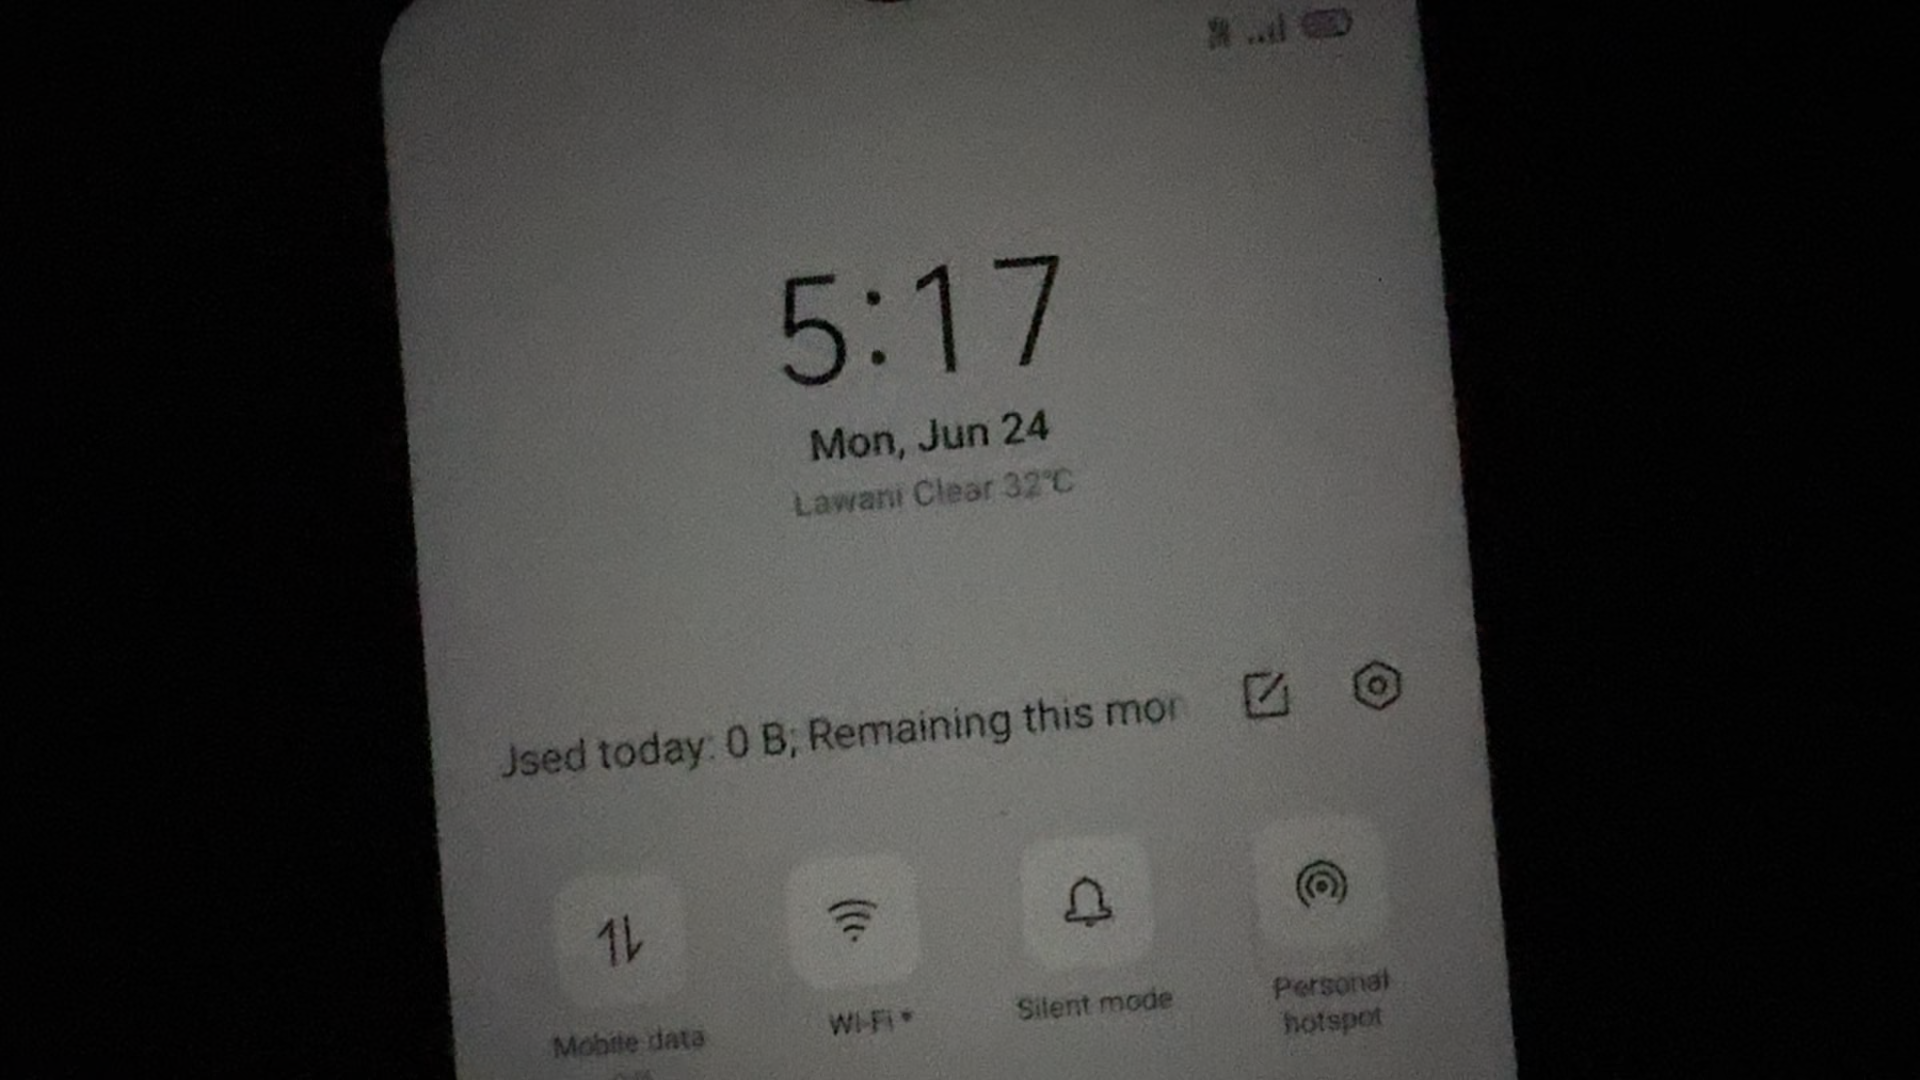 5:17
Mon, Jun 24
Lawani Clear 32°C
Used today: 0 B; Remaining this mor
Mobile data
Wi-Fi
Silent mode
Personal
hotspot